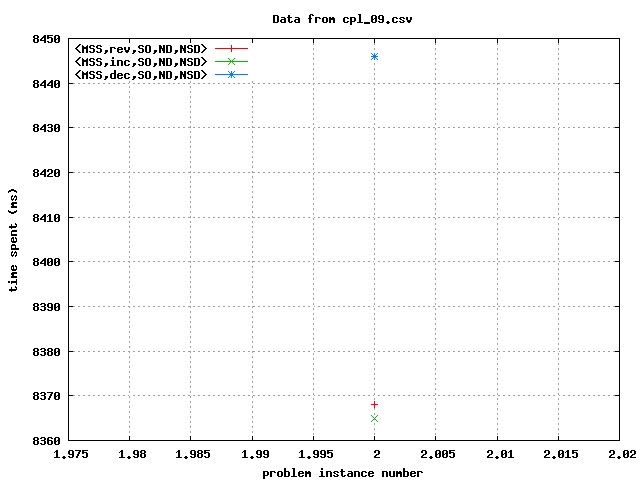 Data from cpl_09.csv
<MSS,rev,SO,ND,NSD>
<MSS,inc,SO,ND,NSD>
<MSS,dec,SO,ND,NSD>
8450
8440
8430
8420
8410
8400
8390
8380
8370
8360
time spent (ms)
1.975 1.98 1.985 1.99 1.995 2 2.005 2.01 2.015 2.02
problem instance number